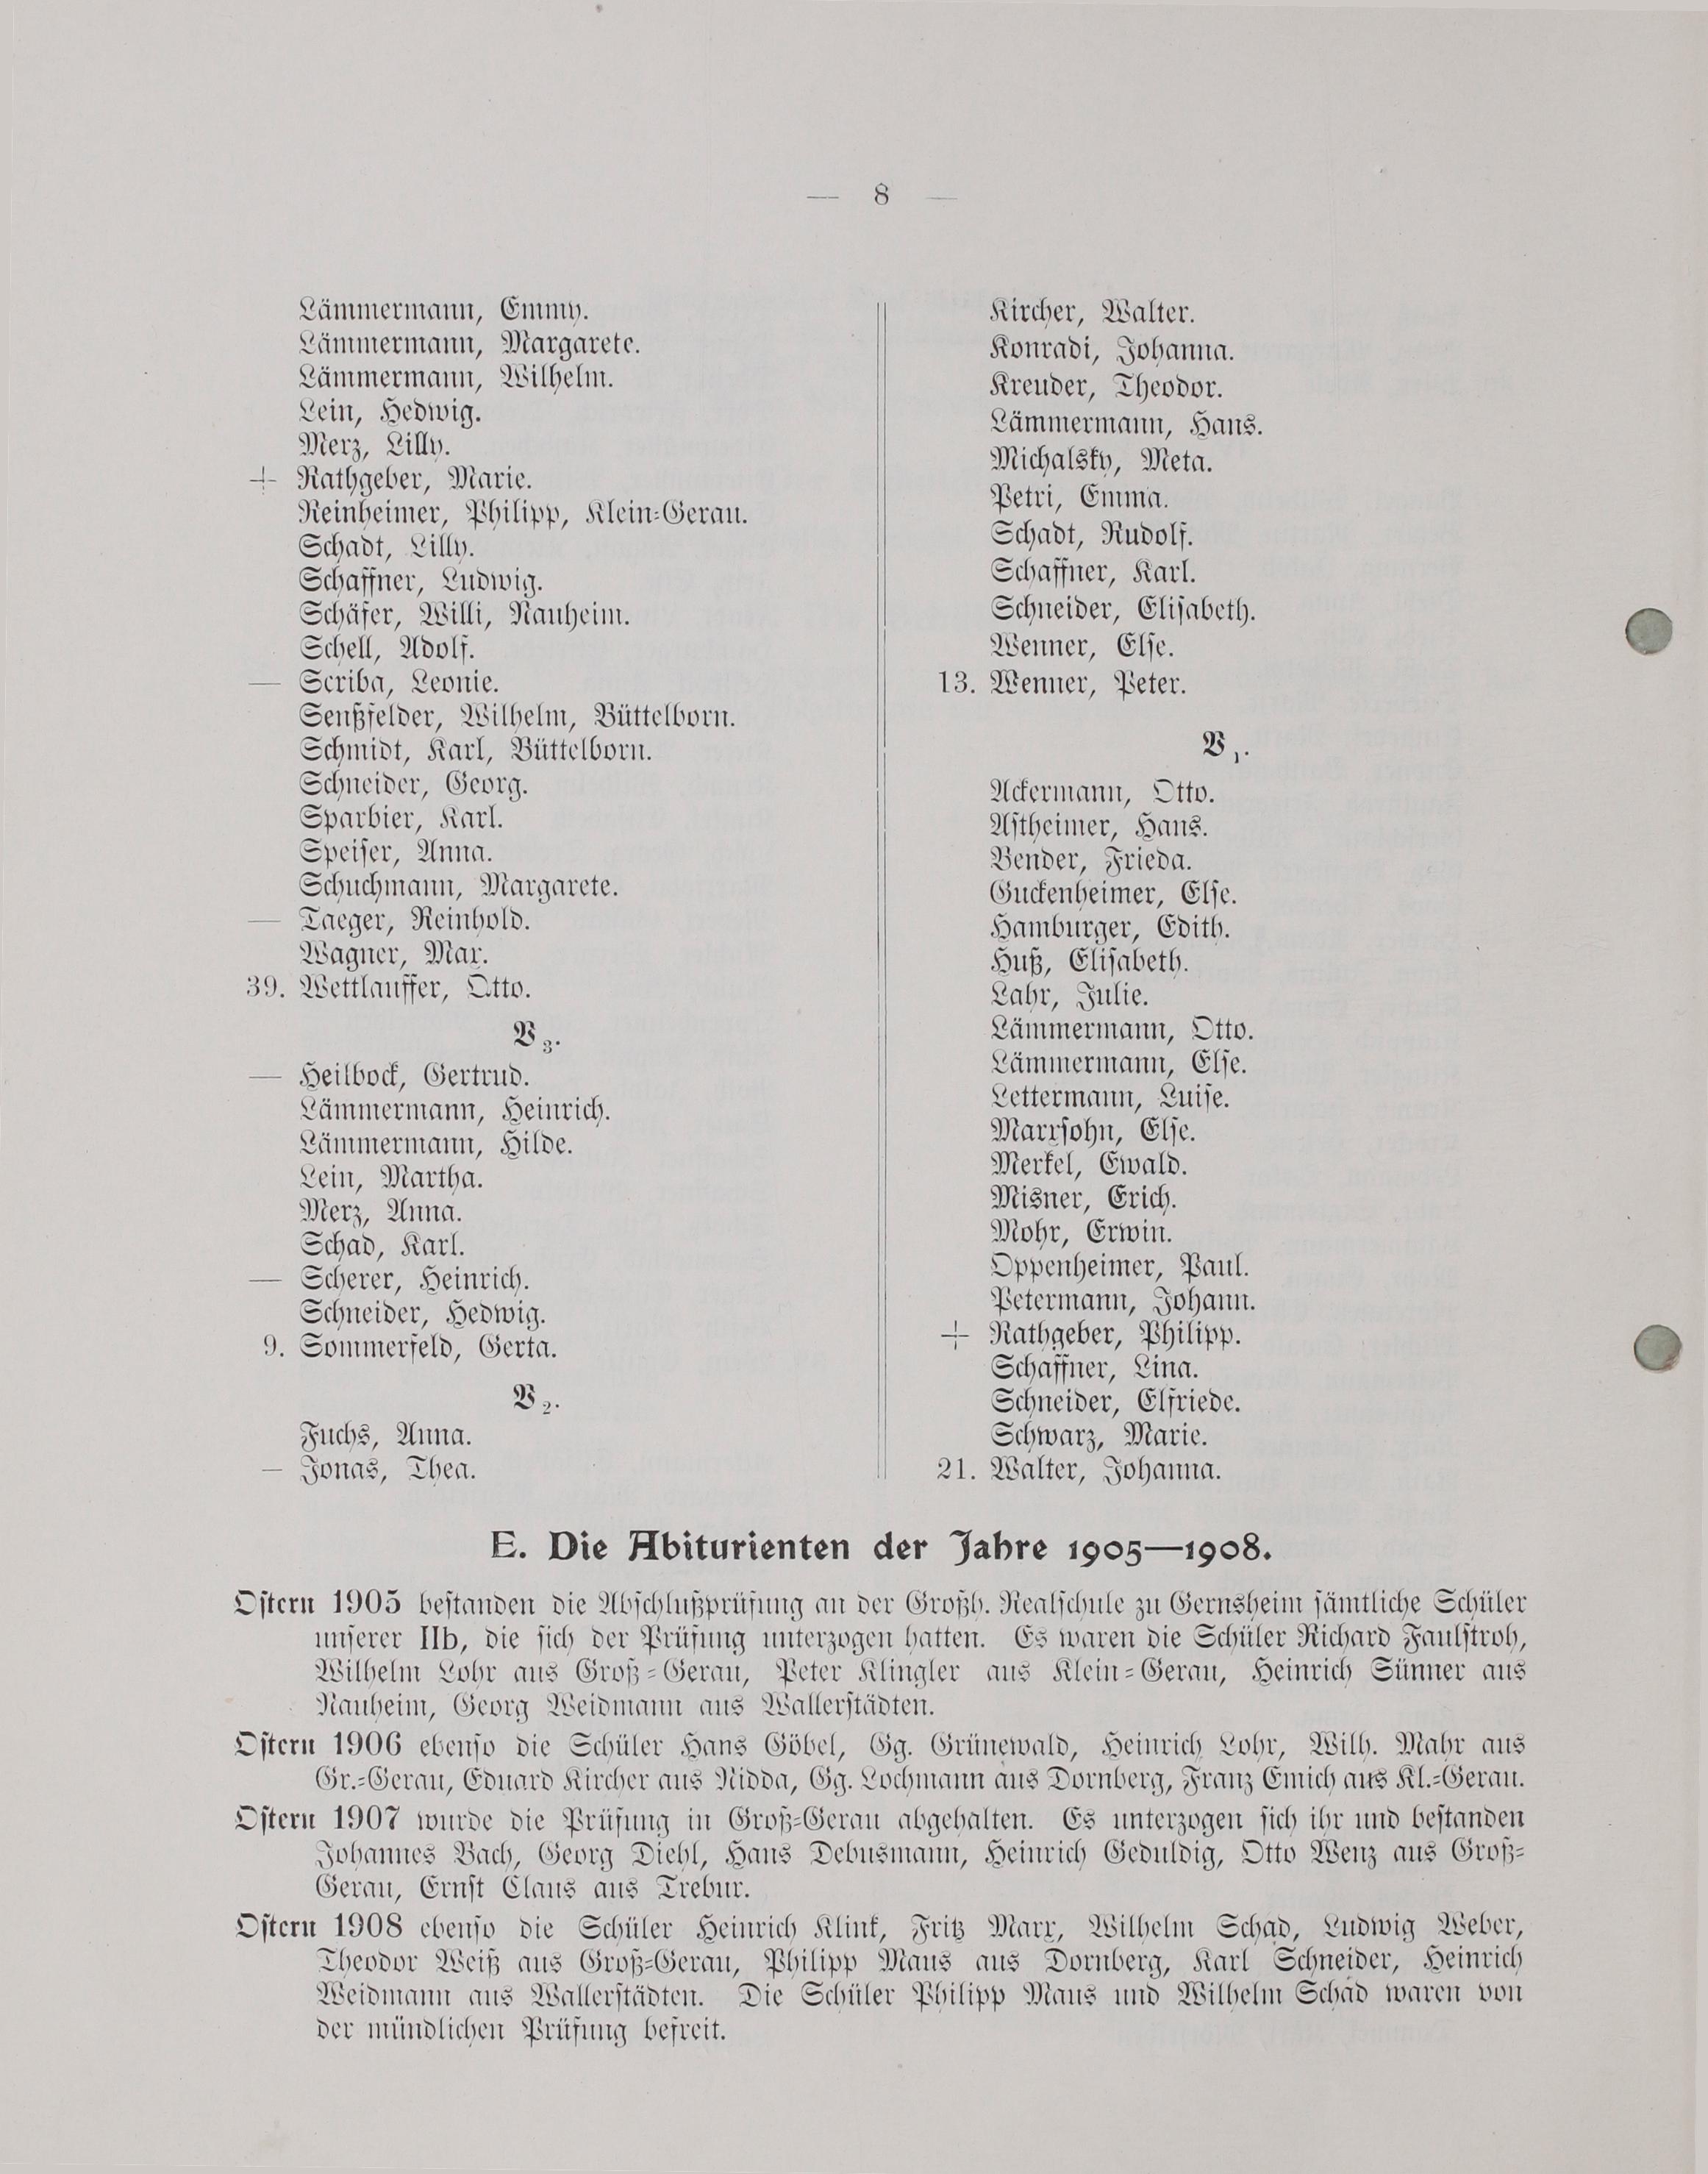 — 8 —
Lämmermann, Emmy.
Lämmermann, Margarete.
Lämmermann, Wilhelm.
Lein, Hedwig.
Merz, Lilly.
+ Rathgeber, Marie.
Reinheimer, Philipp, Klein-Gerau.
Schadt, Lilly.
Schaffner, Ludwig.
Schäfer, Willi, Nauheim.
Schell, Adolf.
— Scriba, Leonie.
Senßfelder, Wilhelm, Büttelborn.
Schmidt, Karl, Büttelborn.
Schneider, Georg.
Sparbier, Karl.
Speiser, Anna.
Schuchmann, Margarete.
— Taeger, Reinhold.
Wagner, Max.
39. Wettlauffer, Otto.
V 3.
— Heilbock, Gertrud.
Lämmermann, Heinrich.
Lämmermann, Hilde.
Lein, Martha.
Merz, Anna.
Schad, Karl.
— Scherer, Heinrich.
Schneider, Hedwig.
9. Sommerfeld, Gerta.
V 2.
Fuchs, Anna.
— Jonas, Thea.
Kircher, Walter.
Konradi, Johanna.
Kreuder, Theodor.
Lämmermann, Hans.
Michalsky, Meta.
Petri, Emma.
Schadt, Rudolf.
Schaffner, Karl.
Schneider, Elisabeth.
Wenner, Else.
13. Wenner, Peter.
V 1.
Ackermann, Otto.
Astheimer, Hans.
Bender, Frieda.
Guckenheimer, Else.
Hamburger, Edith.
Huß, Elisabeth.
Lahr, Julie.
Lämmermann, Otto.
Lämmermann, Else.
Lettermann, Luise.
Marxsohn, Else.
Merkel, Ewald.
Misner, Erich.
Mohr, Erwin.
Oppenheimer, Paul.
Petermann, Johann.
+ Rathgeber, Philipp.
Schaffner, Lina.
Schneider, Elfriede.
Schwarz, Marie.
21. Walter, Johanna.
E. Die Abiturienten der Jahre 1905—1908.
Ostern 1905 bestanden die Abschlußprüfung an der Großh. Realschule zu Gernsheim sämtliche Schüler
unserer IIb, die sich der Prüfung unterzogen hatten. Es waren die Schüler Richard Faulstroh,
Wilhelm Lohr aus Groß-Gerau, Peter Klingler aus Klein-Gerau, Heinrich Sünner aus
Nauheim, Georg Weidmann aus Wallerstädten.
Ostern 1906 ebenso die Schüler Hans Göbel, Gg. Grünewald, Heinrich Lohr, Wilh. Mahr aus
Gr.-Gerau, Eduard Kircher aus Nidda, Gg. Lochmann aus Dornberg, Franz Emich aus Kl.-Gerau.
Ostern 1907 wurde die Prüfung in Groß-Gerau abgehalten. Es unterzogen sich ihr und bestanden
Johannes Bach, Georg Diehl, Hans Debusmann, Heinrich Geduldig, Otto Wenz aus Groß-
Gerau, Ernst Claus aus Trebur.
Ostern 1908 ebenso die Schüler Heinrich Klink, Fritz Marx, Wilhelm Schad, Ludwig Weber,
Theodor Weiß aus Groß-Gerau, Philipp Maus aus Dornberg, Karl Schneider, Heinrich
Weidmann aus Wallerstädten. Die Schüler Philipp Maus und Wilhelm Schad waren von
der mündlichen Prüfung befreit.